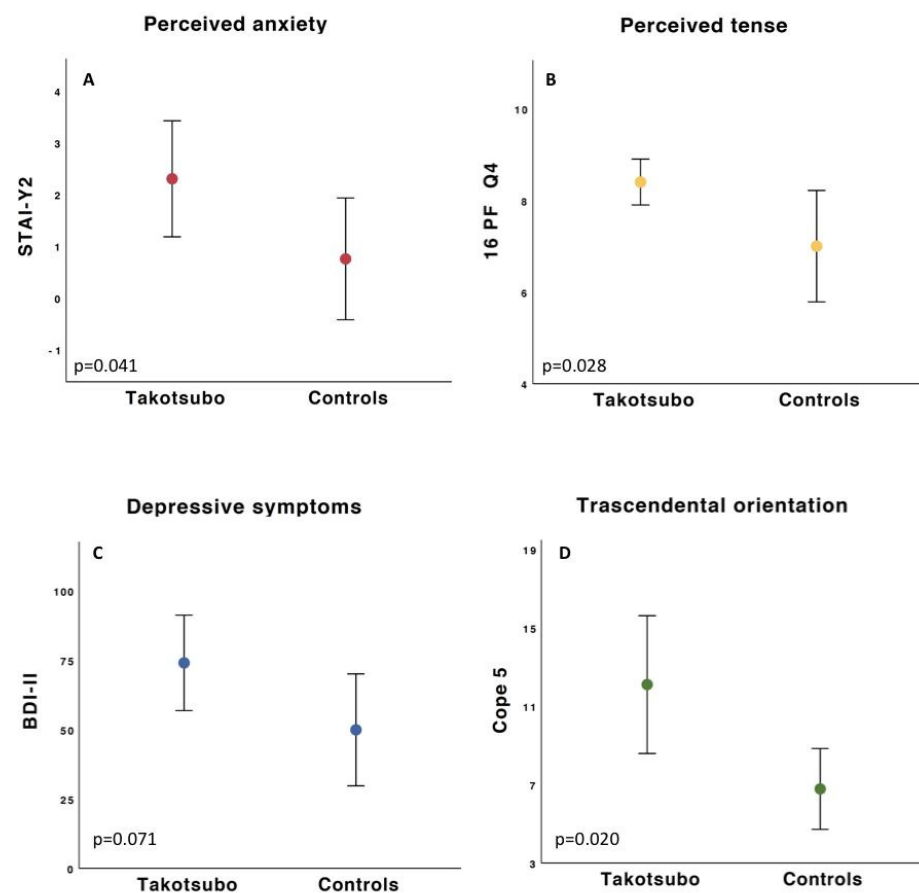 Perceived anxiety
A
STAI-Y2
4
3
2
1
0
-1
p=0.041
Takotsubo Controls
Perceived tense
B
16 PF Q4
10
8
6
4
p=0.028
Takotsubo Controls
Depressive symptoms
C
BDI-II
100
75
50
25
0
p=0.071
Takotsubo Controls
Trascendental orientation
D
Cope 5
19
15
11
7
3
p=0.020
Takotsubo Controls